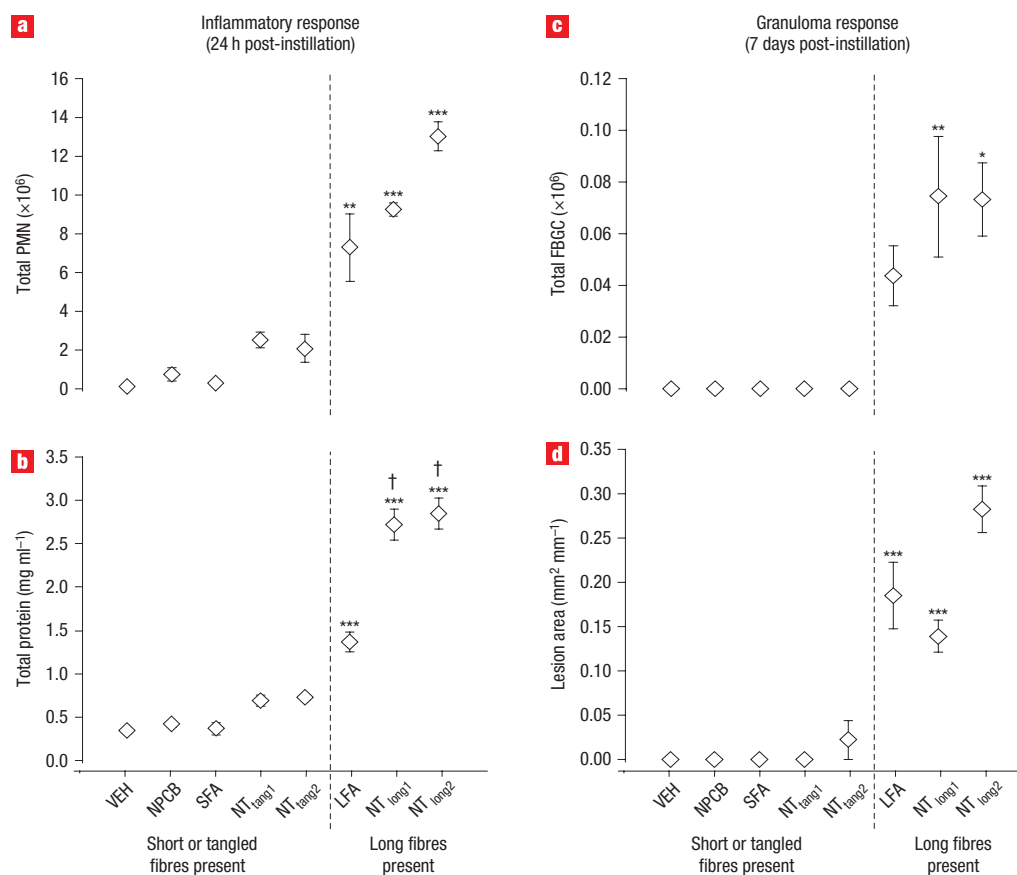 a
Inflammatory response
(24 h post-instillation)
Total PMN (×10⁶)
16
14
12
10
8
6
4
2
0
**
***
***
b
Total protein (mg ml⁻¹)
3.5
3.0
2.5
2.0
1.5
1.0
0.5
0.0
***
†
***
†
***
VEH
NPCB
SFA
NTtang1
NTtang2
LFA
NTlong1
NTlong2
Short or tangled
fibres present
Long fibres
present
c
Granuloma response
(7 days post-instillation)
Total FBGC (×10⁶)
0.12
0.10
0.08
0.06
0.04
0.02
0.00
**
*
d
Lesion area (mm² mm⁻¹)
0.35
0.30
0.25
0.20
0.15
0.10
0.05
0.00
***
***
***
VEH
NPCB
SFA
NTtang1
NTtang2
LFA
NTlong1
NTlong2
Short or tangled
fibres present
Long fibres
present